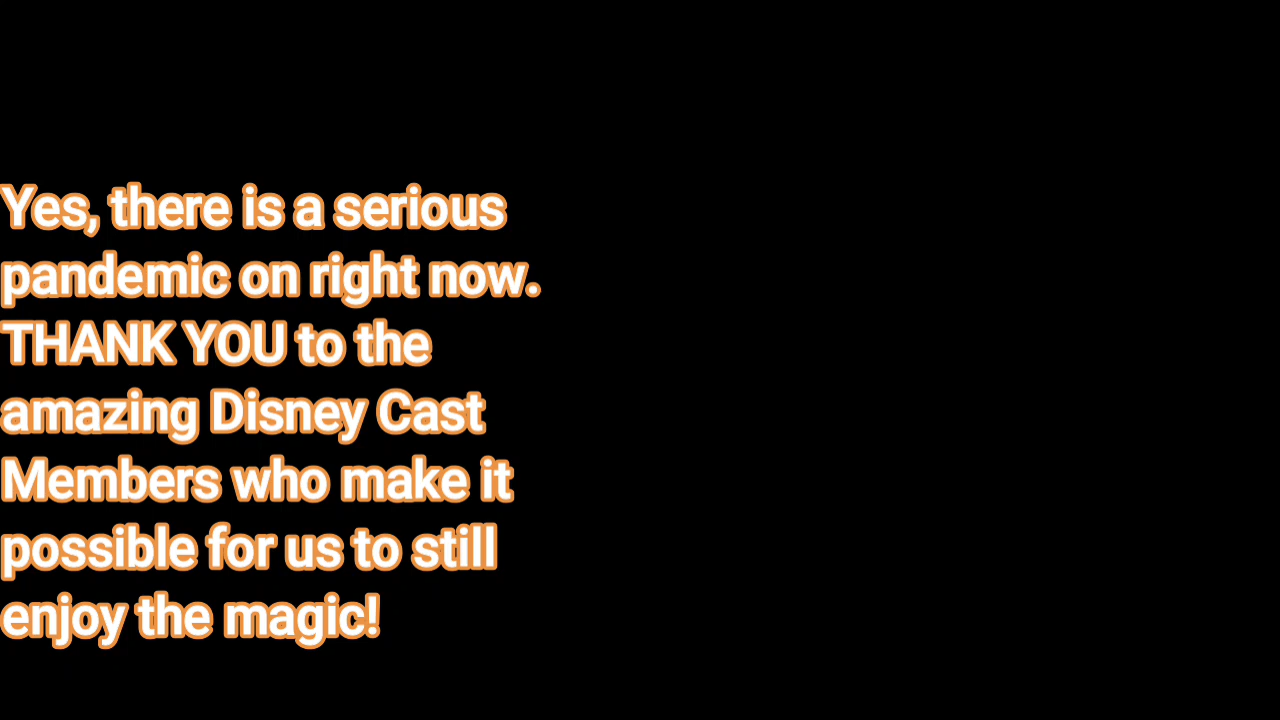 Yes, there is a serious
pandemic on right now.
THANK YOU to the
amazing Disney Cast
Members who make it
possible for us to still
enjoy the magic!